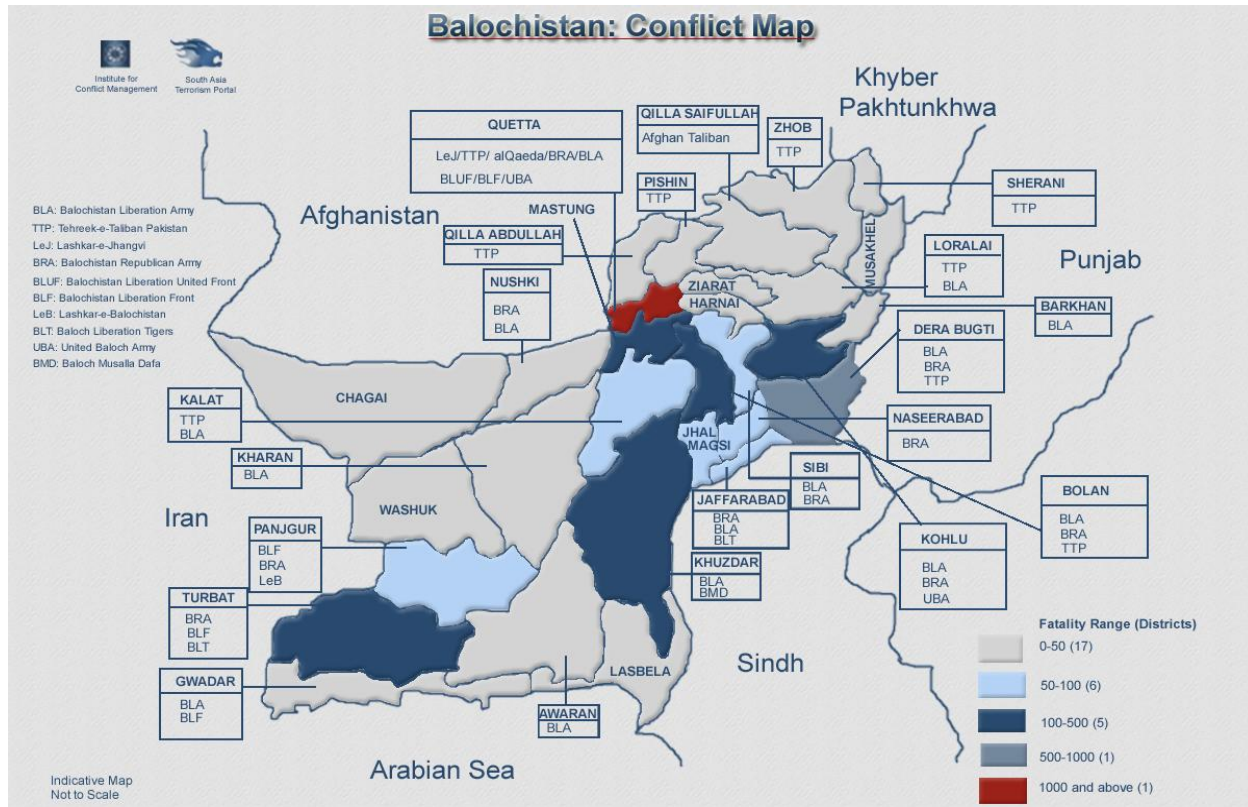 Balochistan: Conflict Map
Institute for
Conflict Management
South Asia
Terrorism Portal
Khyber
Pakhtunkhwa
Afghanistan
Punjab
Iran
Sindh
Arabian Sea
BLA: Balochistan Liberation Army
TTP: Tehreek-e-Taliban Pakistan
LeJ: Lashkar-e-Jhangvi
BRA: Balochistan Republican Army
BLUF: Balochistan Liberation United Front
BLF: Balochistan Liberation Front
LeB: Lashkar-e-Balochistan
BLT: Baloch Liberation Tigers
UBA: United Baloch Army
BMD: Baloch Musalla Dafa
QUETTA
LeJ/TTP/ alQaeda/BRA/BLA
BLUF/BLF/UBA
QILLA SAIFULLAH
Afghan Taliban
ZHOB
TTP
SHERANI
TTP
PISHIN
TTP
MASTUNG
QILLA ABDULLAH
TTP
NUSHKI
BRA
BLA
LORALAI
TTP
BLA
MUSAKHEL
ZIARAT
HARNAI
BARKHAN
BLA
DERA BUGTI
BLA
BRA
TTP
CHAGAI
KALAT
TTP
BLA
KHARAN
BLA
NASEERABAD
BRA
JHAL
MAGSI
SIBI
BLA
BRA
BOLAN
BLA
BRA
TTP
JAFFARABAD
BRA
BLA
BLT
WASHUK
PANJGUR
BLF
BRA
LeB
KOHLU
BLA
BRA
UBA
KHUZDAR
BLA
BMD
TURBAT
BRA
BLF
BLT
GWADAR
BLA
BLF
LASBELA
AWARAN
BLA
Fatality Range (Districts)
0-50 (17)
50-100 (6)
100-500 (5)
500-1000 (1)
1000 and above (1)
Indicative Map
Not to Scale